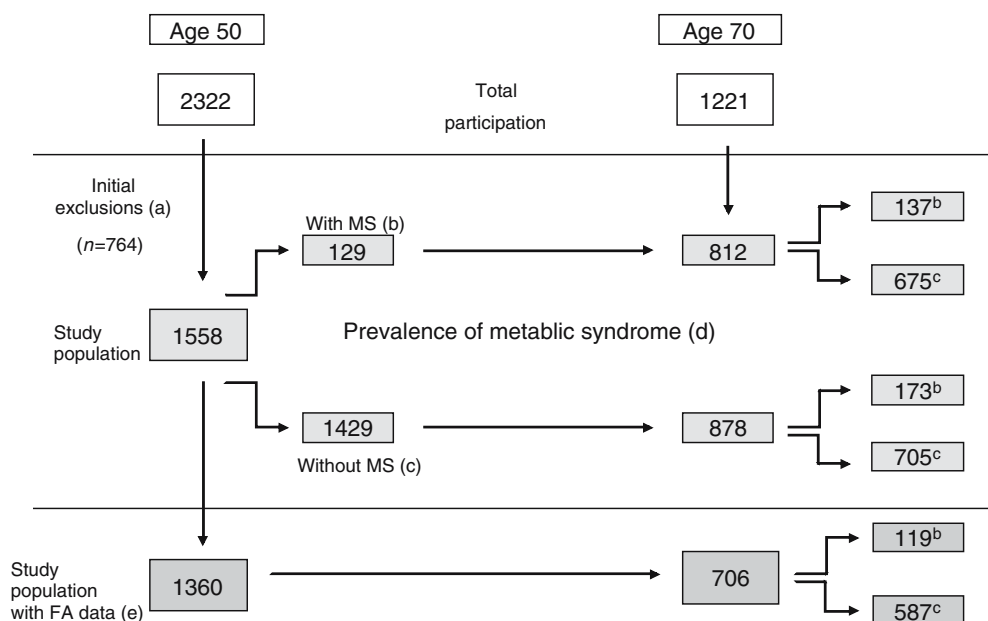 Age 50
Age 70
2322
Total
participation
1221
Initial
exclusions (a)
(n=764)
With MS (b)
129
812
137ᵇ
675ᶜ
Study
population
1558
Prevalence of metablic syndrome (d)
1429
Without MS (c)
878
173ᵇ
705ᶜ
Study
population
with FA data (e)
1360
706
119ᵇ
587ᶜ